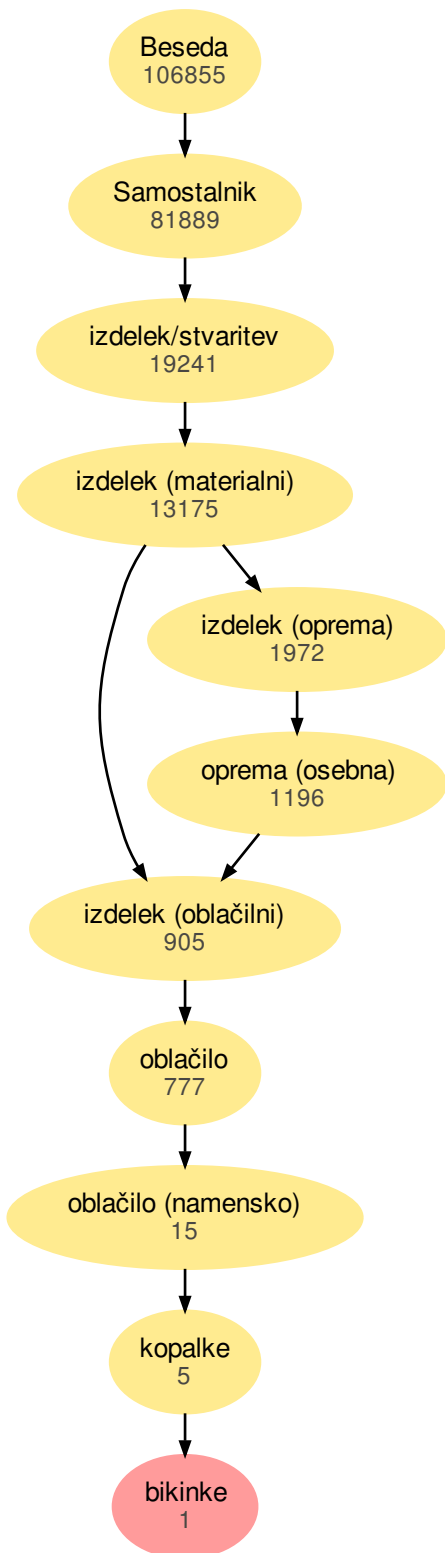 Beseda
106855
Samostalnik
81889
izdelek/stvaritev
19241
izdelek (materialni)
13175
izdelek (oprema)
1972
oprema (osebna)
1196
izdelek (oblačilni)
905
oblačilo
777
oblačilo (namensko)
15
kopalke
5
bikinke
1